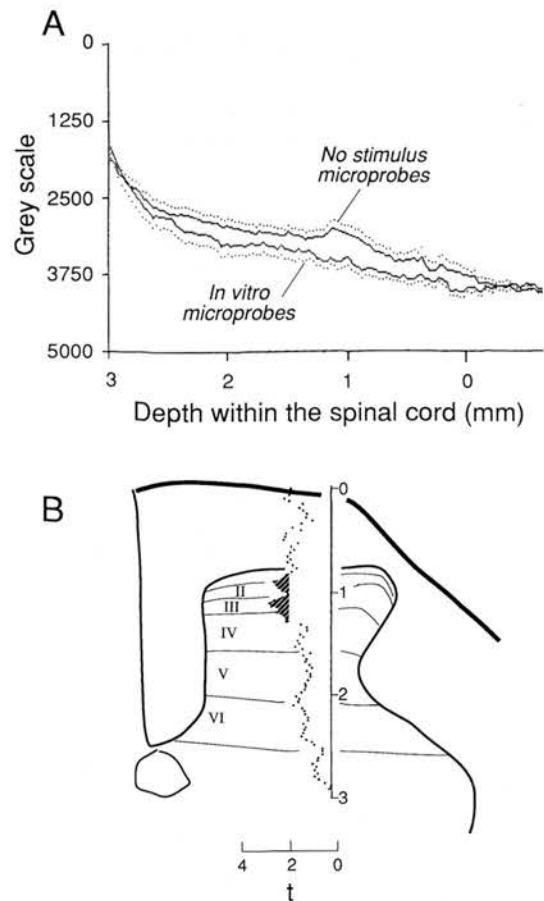 A
0
1250
2500
3750
5000
Grey scale
No stimulus
microprobes
In vitro
microprobes
3 2 1 0
Depth within the spinal cord (mm)
B
0
1
2
3
II
III
IV
V
VI
4 2 0
t